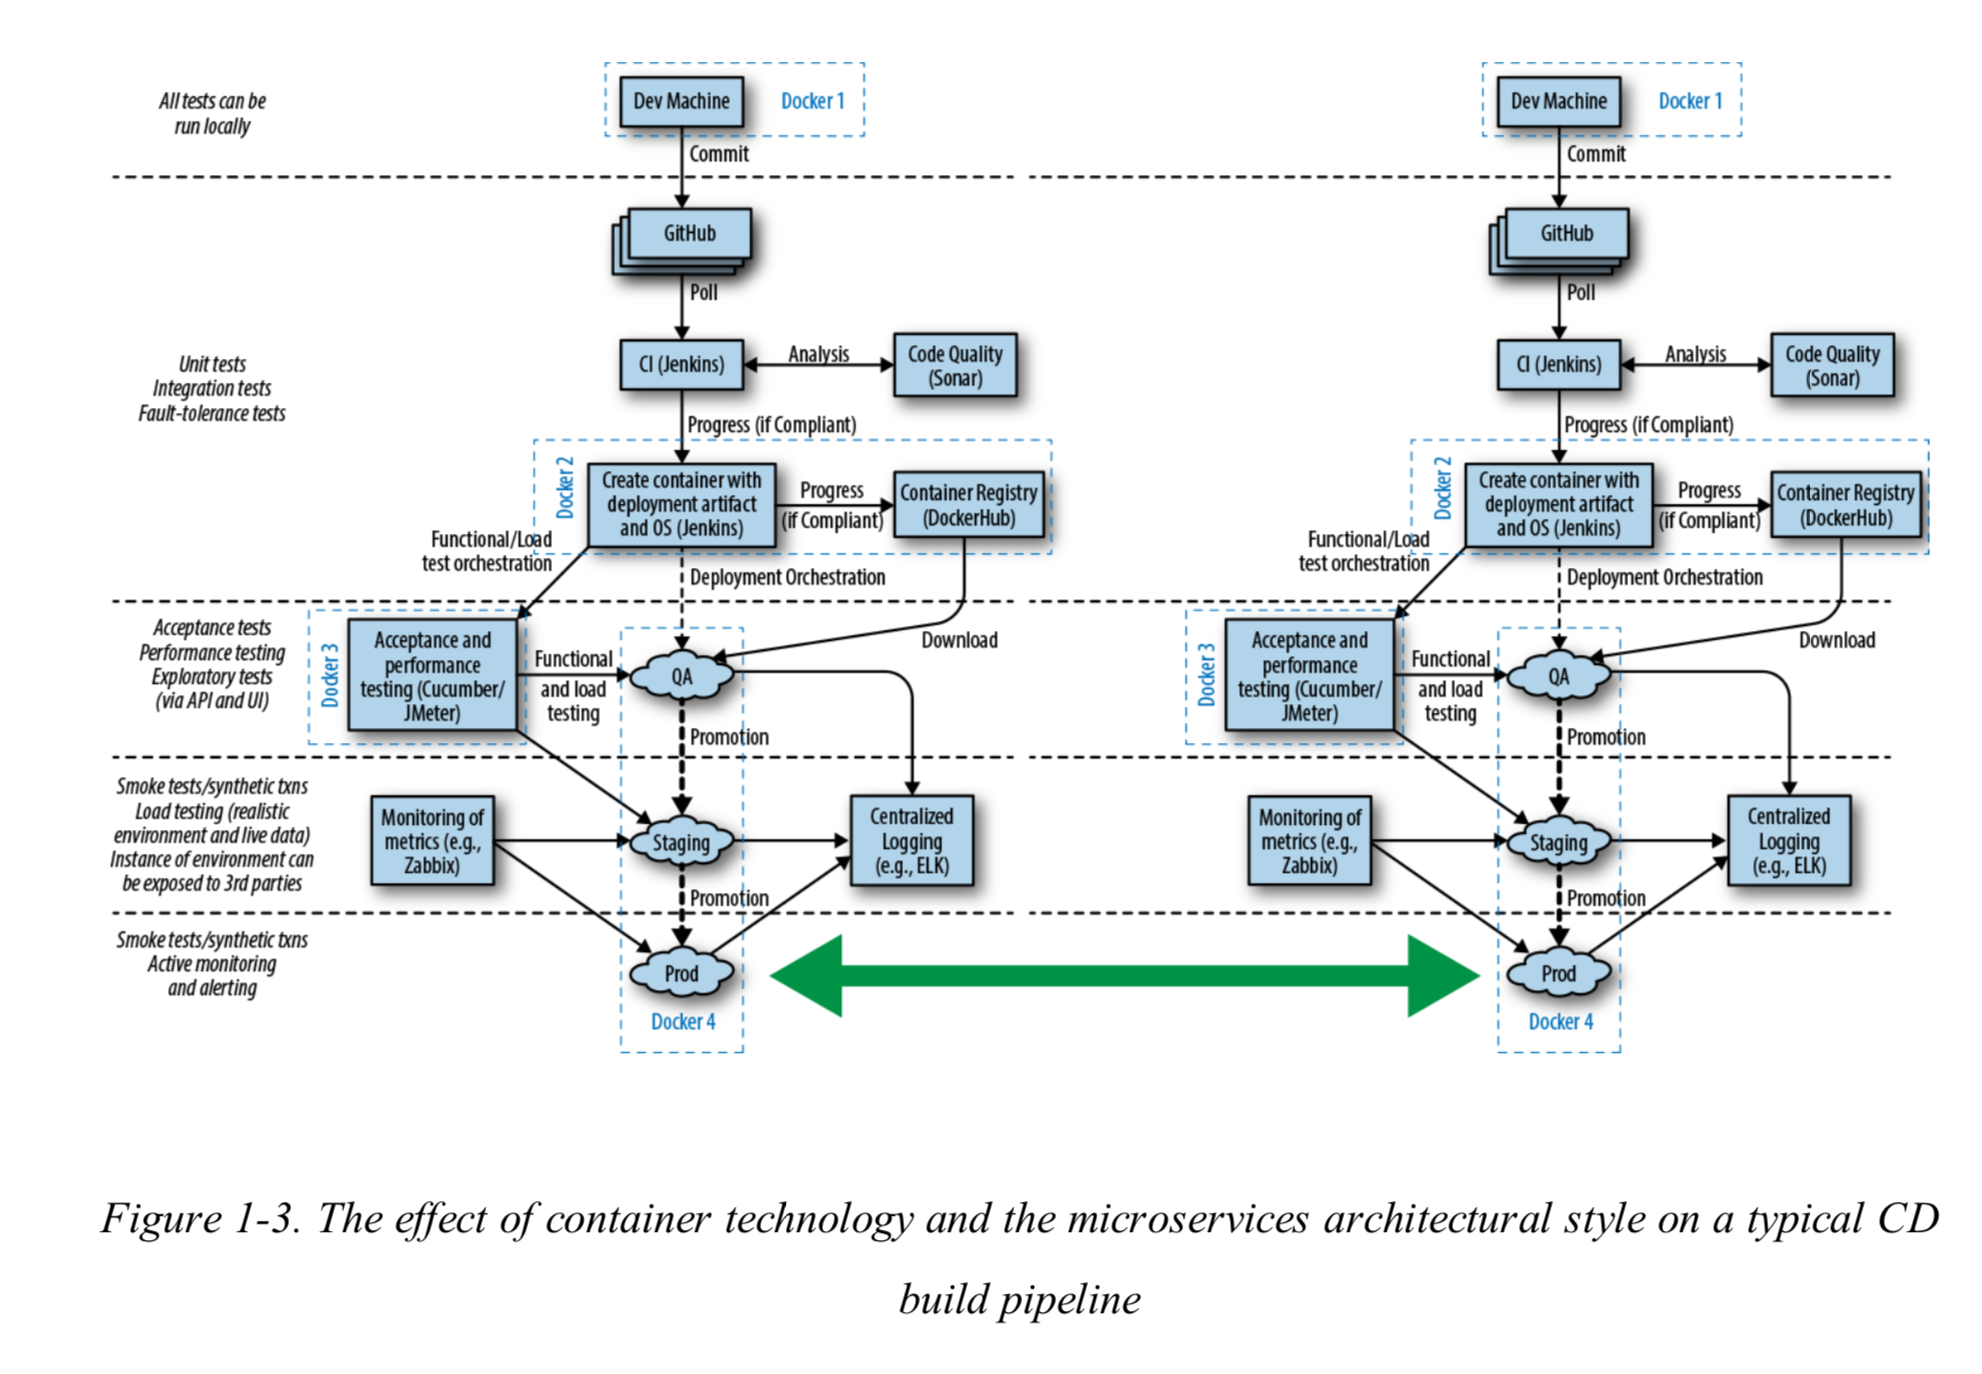 All tests can be
run locally
Dev Machine
Docker 1
Commit
Dev Machine
Docker 1
Commit
Unit tests
Integration tests
Fault-tolerance tests
GitHub
Poll
CI (Jenkins)
Analysis
Code Quality
(Sonar)
Progress (if Compliant)
Docker 2
Create container with
deployment artifact
and OS (Jenkins)
Progress
(if Compliant)
Container Registry
(DockerHub)
Functional/Load
test orchestration
Deployment Orchestration
GitHub
Poll
CI (Jenkins)
Analysis
Code Quality
(Sonar)
Progress (if Compliant)
Docker 2
Create container with
deployment artifact
and OS (Jenkins)
Progress
(if Compliant)
Container Registry
(DockerHub)
Functional/Load
test orchestration
Deployment Orchestration
Acceptance tests
Performance testing
Exploratory tests
(via API and UI)
Docker 3
Acceptance and
performance
testing (Cucumber/
JMeter)
Functional
and load
testing
QA
Download
Promotion
Docker 3
Acceptance and
performance
testing (Cucumber/
JMeter)
Functional
and load
testing
QA
Download
Promotion
Smoke tests/synthetic txns
Load testing (realistic
environment and live data)
Instance of environment can
be exposed to 3rd parties
Monitoring of
metrics (e.g.,
Zabbix)
Staging
Centralized
Logging
(e.g., ELK)
Promotion
Monitoring of
metrics (e.g.,
Zabbix)
Staging
Centralized
Logging
(e.g., ELK)
Promotion
Smoke tests/synthetic txns
Active monitoring
and alerting
Prod
Docker 4
Prod
Docker 4
Figure 1-3. The effect of container technology and the microservices architectural style on a typical CD
build pipeline